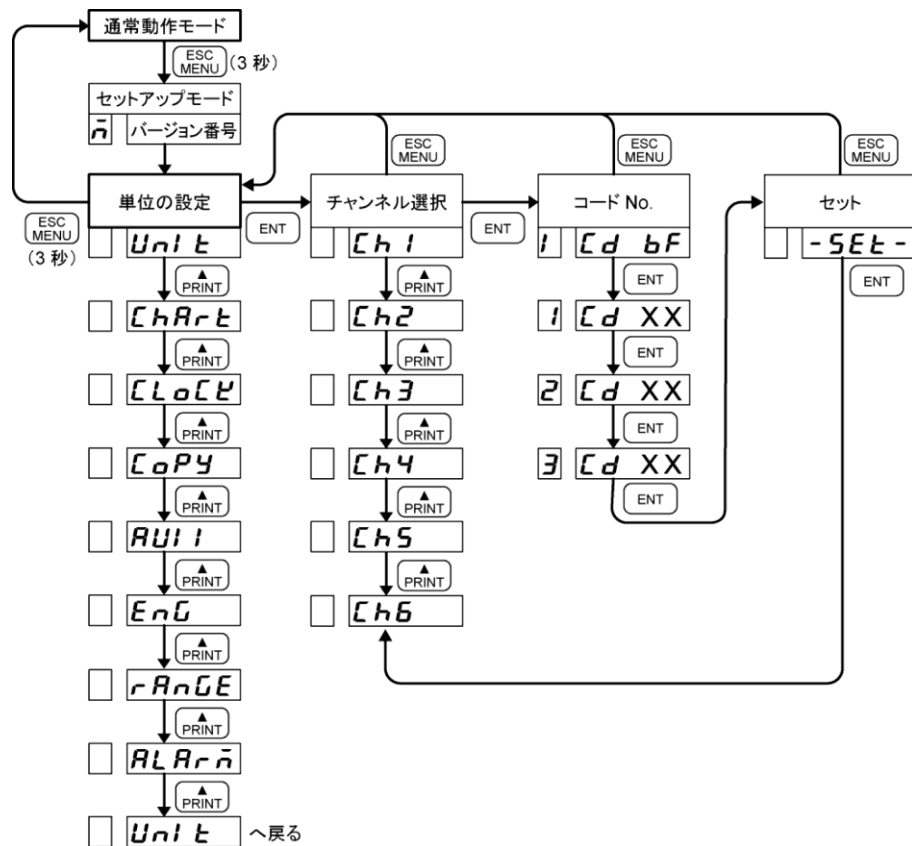 通常動作モード
ESC
MENU
(3 秒)
セットアップモード
n̄ バージョン番号
ESC
MENU
ESC
MENU
ESC
MENU
単位の設定
チャンネル選択
コード No.
セット
ESC
MENU
(3 秒)
ENT
ENT
UnIt
Ch1
1 Cd bF
-SEt-
▲
PRINT
▲
PRINT
ENT
ENT
ChArt
Ch2
1 Cd XX
▲
PRINT
▲
PRINT
ENT
CLoCK
Ch3
2 Cd XX
▲
PRINT
▲
PRINT
ENT
CoPY
Ch4
3 Cd XX
▲
PRINT
▲
PRINT
ENT
AUI1
Ch5
▲
PRINT
▲
PRINT
EnG
Ch6
▲
PRINT
rAnGE
▲
PRINT
ALArn̄
▲
PRINT
UnIt へ戻る